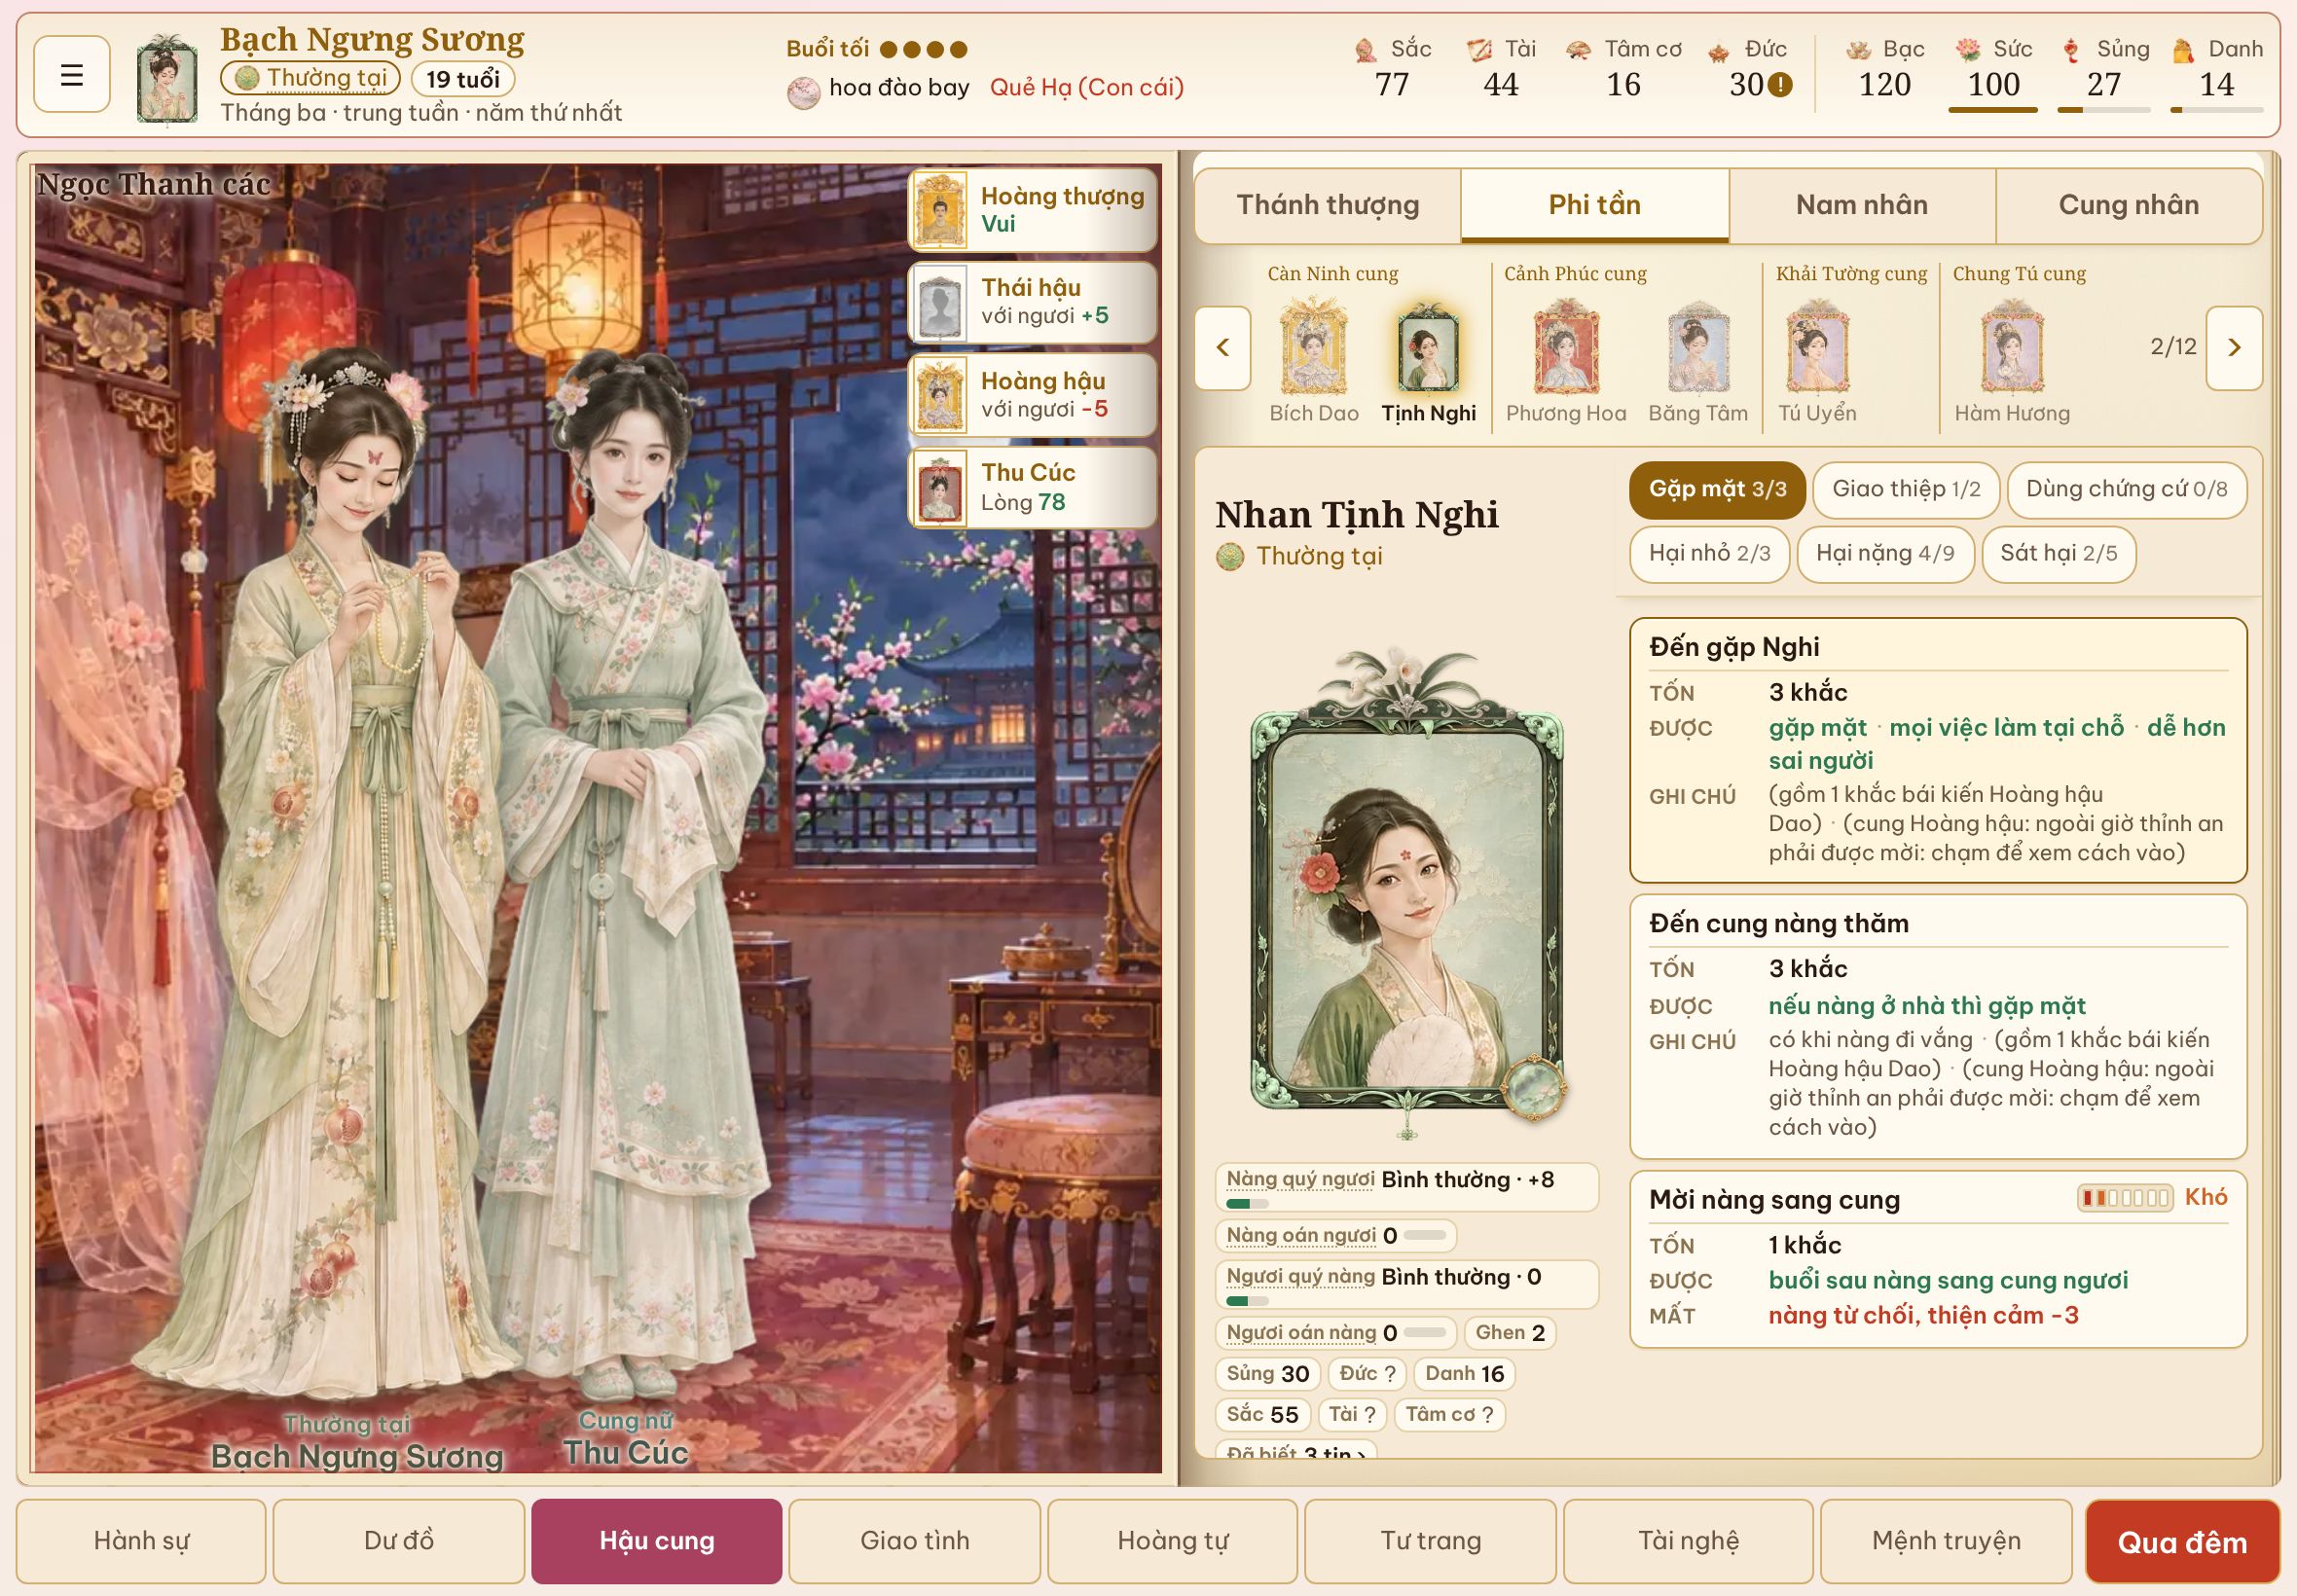 ☰
Bạch Ngưng Sương
Thường tại
19 tuổi
Tháng ba · trung tuần · năm thứ nhất
Buổi tối
hoa đào bay
Quẻ Hạ (Con cái)
Sắc
77
Tài
44
Tâm cơ
16
Đức
30 !
Bạc
120
Sức
100
Sủng
27
Danh
14
Ngọc Thanh các
Hoàng thượng
Vui
Thái hậu
với ngươi +5
Hoàng hậu
với ngươi -5
Thu Cúc
Lòng 78
Thường tại
Bạch Ngưng Sương
Cung nữ
Thu Cúc
Thánh thượng
Phi tần
Nam nhân
Cung nhân
Càn Ninh cung
Cảnh Phúc cung
Khải Tường cung
Chung Tú cung
‹
Bích Dao
Tịnh Nghi
Phương Hoa
Băng Tâm
Tú Uyển
Hàm Hương
2/12
›
Nhan Tịnh Nghi
Thường tại
Nàng quý ngươi Bình thường · +8
Nàng oán ngươi 0
Ngươi quý nàng Bình thường · 0
Ngươi oán nàng 0
Ghen 2
Sủng 30
Đức ?
Danh 16
Sắc 55
Tài ?
Tâm cơ ?
Đã biết 3 tin ›
Gặp mặt 3/3
Giao thiệp 1/2
Dùng chứng cứ 0/8
Hại nhỏ 2/3
Hại nặng 4/9
Sát hại 2/5
Đến gặp Nghi
TỐN
3 khắc
ĐƯỢC
gặp mặt · mọi việc làm tại chỗ · dễ hơn
sai người
GHI CHÚ
(gồm 1 khắc bái kiến Hoàng hậu
Dao) · (cung Hoàng hậu: ngoài giờ thỉnh an
phải được mời: chạm để xem cách vào)
Đến cung nàng thăm
TỐN
3 khắc
ĐƯỢC
nếu nàng ở nhà thì gặp mặt
GHI CHÚ
có khi nàng đi vắng · (gồm 1 khắc bái kiến
Hoàng hậu Dao) · (cung Hoàng hậu: ngoài
giờ thỉnh an phải được mời: chạm để xem
cách vào)
Mời nàng sang cung
Khó
TỐN
1 khắc
ĐƯỢC
buổi sau nàng sang cung ngươi
MẤT
nàng từ chối, thiện cảm -3
Hành sự
Dư đồ
Hậu cung
Giao tình
Hoàng tự
Tư trang
Tài nghệ
Mệnh truyện
Qua đêm